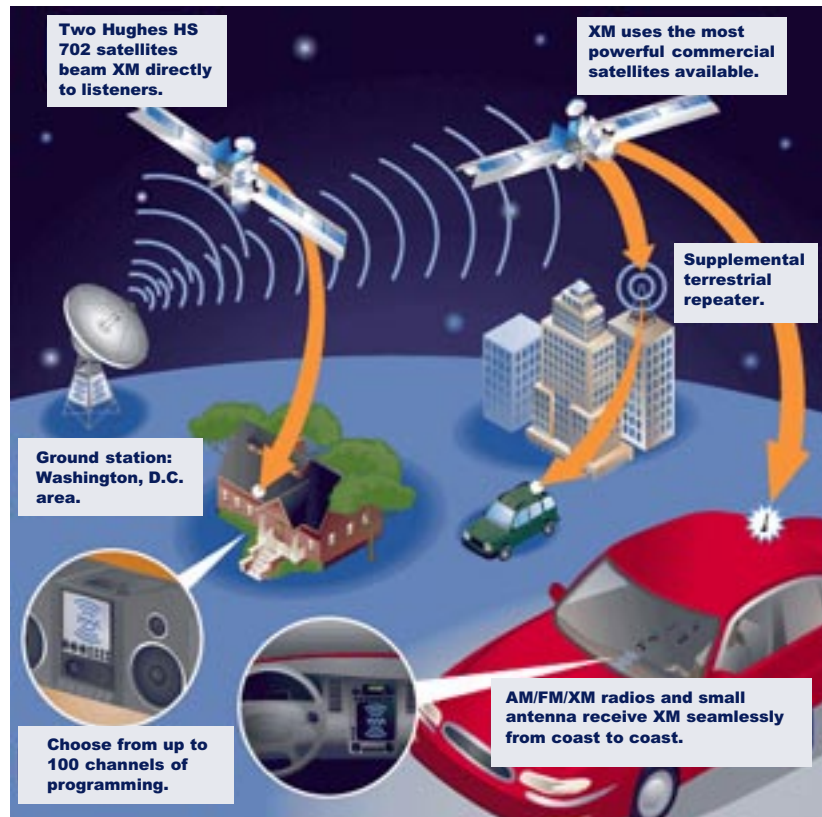 Two Hughes HS
702 satellites
beam XM directly
to listeners.
XM uses the most
powerful commercial
satellites available.
Supplemental
terrestrial
repeater.
Ground station:
Washington, D.C.
area.
AM/FM/XM radios and small
antenna receive XM seamlessly
from coast to coast.
Choose from up to
100 channels of
programming.